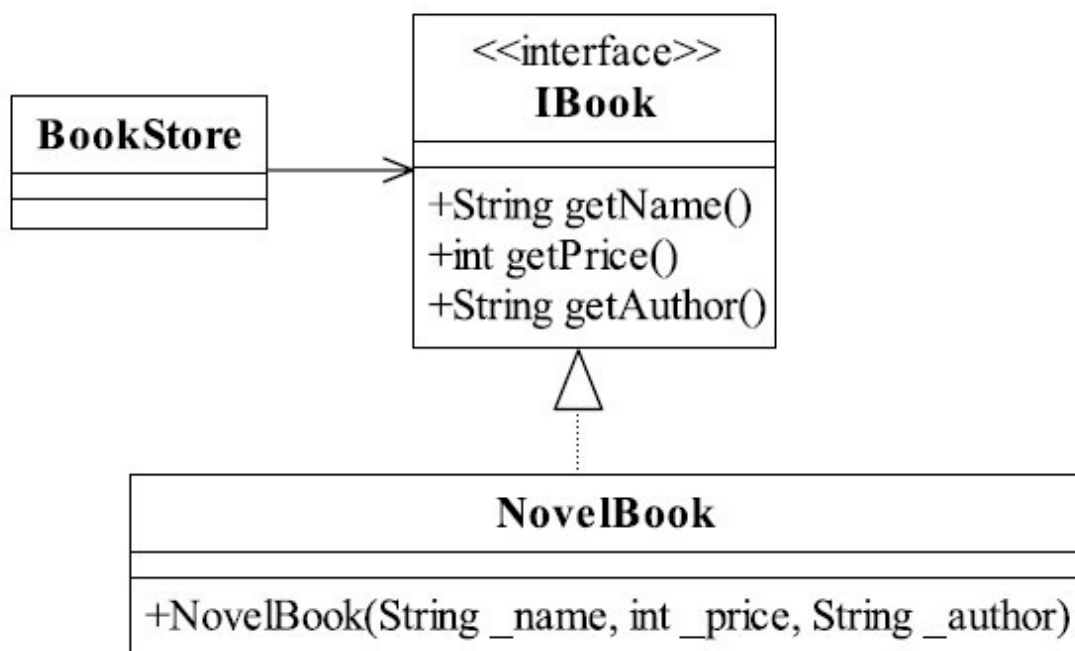 <<interface>>
IBook
BookStore
+String getName()
+int getPrice()
+String getAuthor()
NovelBook
+NovelBook(String _name, int _price, String _author)